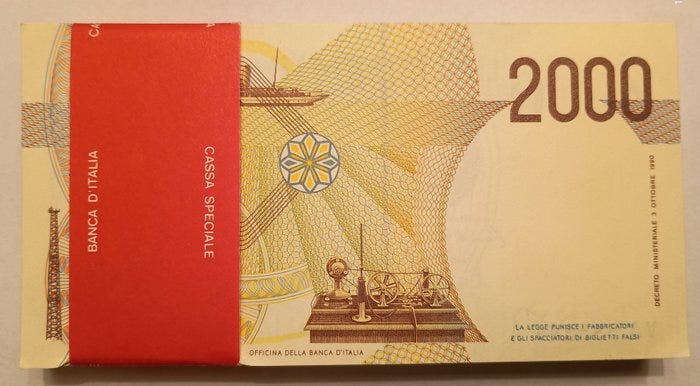 CA
BANCA D'ITALIA
CASSA SPECIALE
2000
DECRETO MINISTERIALE 3 OTTOBRE 1990
LA LEGGE PUNISCE I FABBRICATORI
E GLI SPACCIATORI DI BIGLIETTI FALSI
OFFICINA DELLA BANCA D'ITALIA